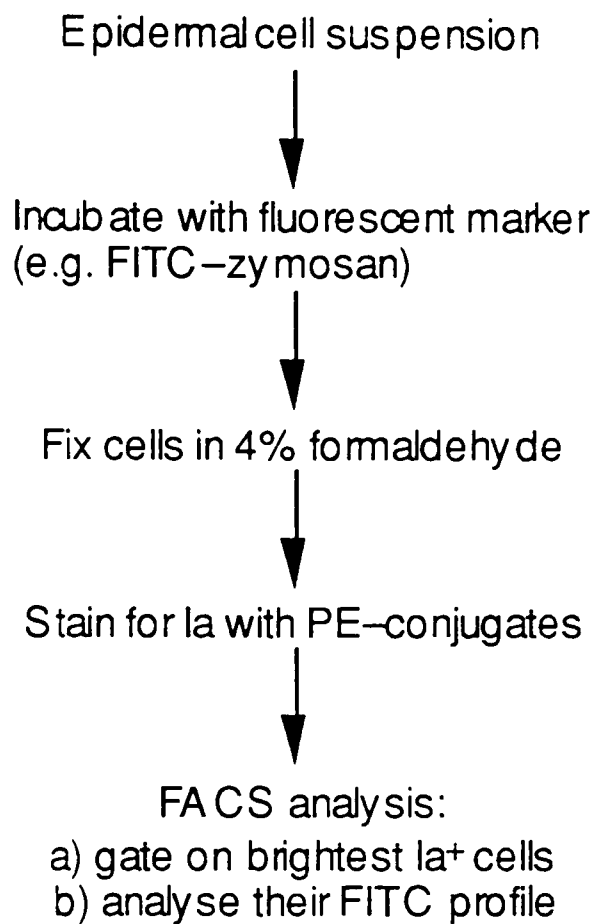 Epidermal cell suspension
Incubate with fluorescent marker
(e.g. FITC–zymosan)
Fix cells in 4% formaldehyde
Stain for Ia with PE–conjugates
FACS analysis:
a) gate on brightest Ia⁺ cells
b) analyse their FITC profile